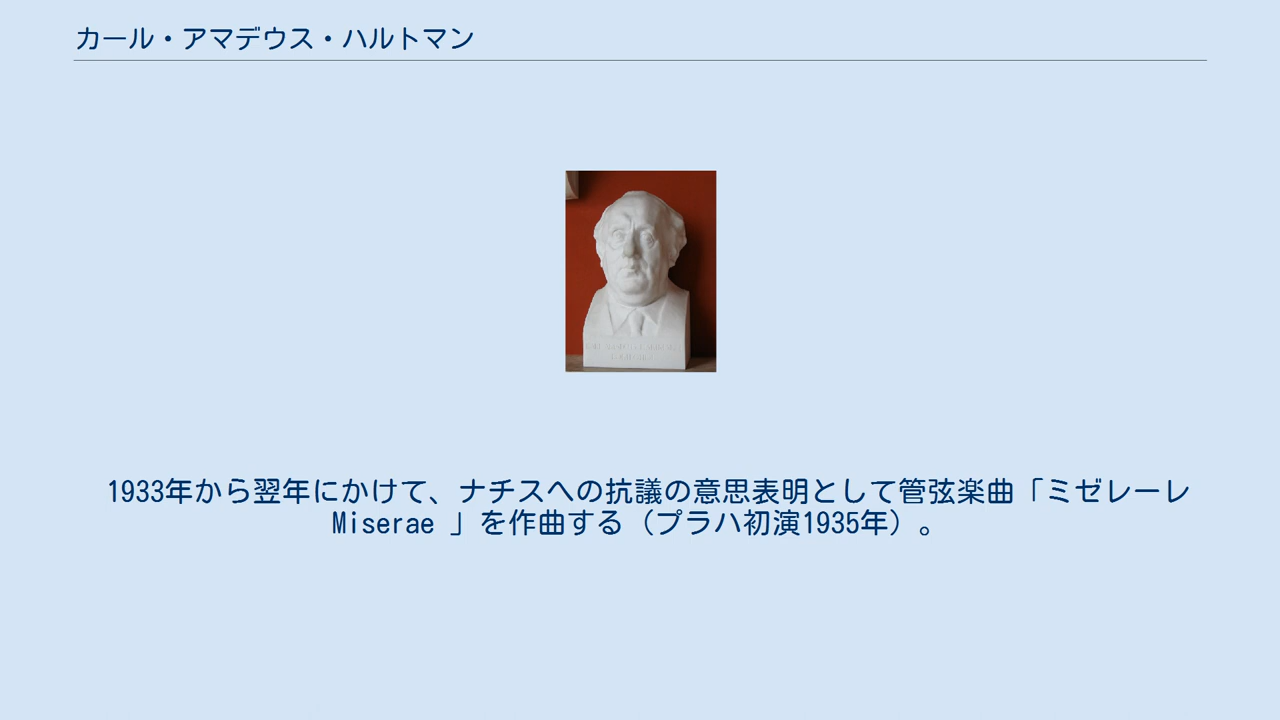 カール・アマデウス・ハルトマン
1933年から翌年にかけて、ナチスへの抗議の意思表明として管弦楽曲「ミゼレーレ
Miserae 」を作曲する（プラハ初演1935年）。